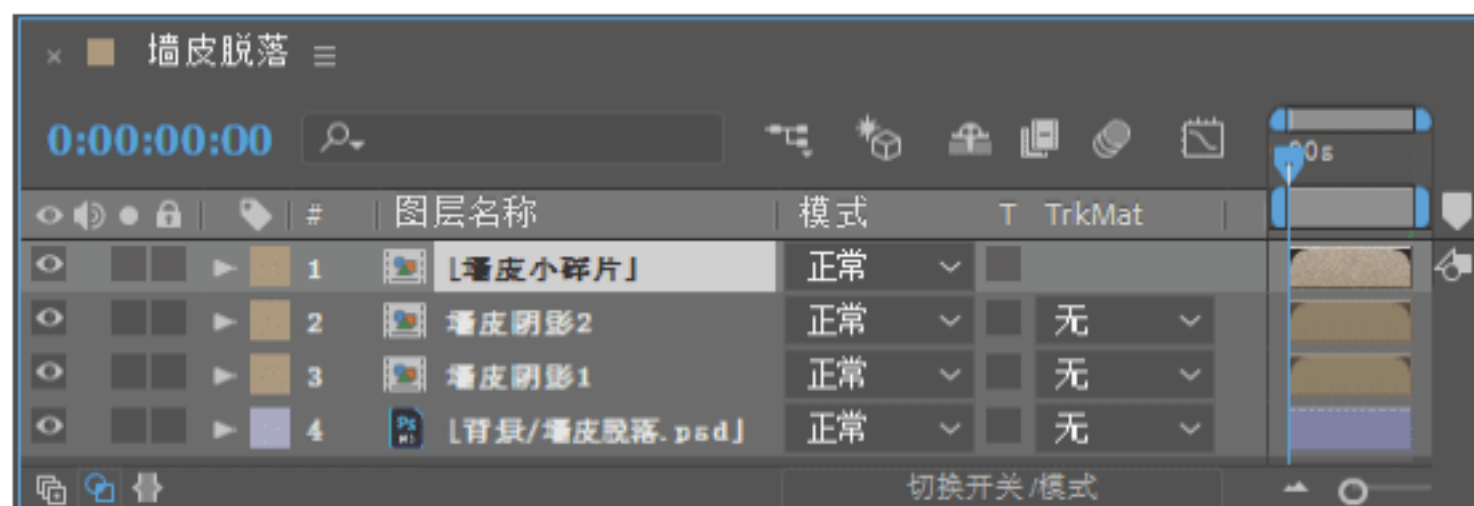 × 墙皮脱落 ≡
0:00:00:00
00s
# 图层名称 模式 T TrkMat
1 [墙皮小碎片] 正常
2 墙皮阴影2 正常 无
3 墙皮阴影1 正常 无
4 Ps [背景/墙皮脱落.psd] 正常 无
切换开关/模式